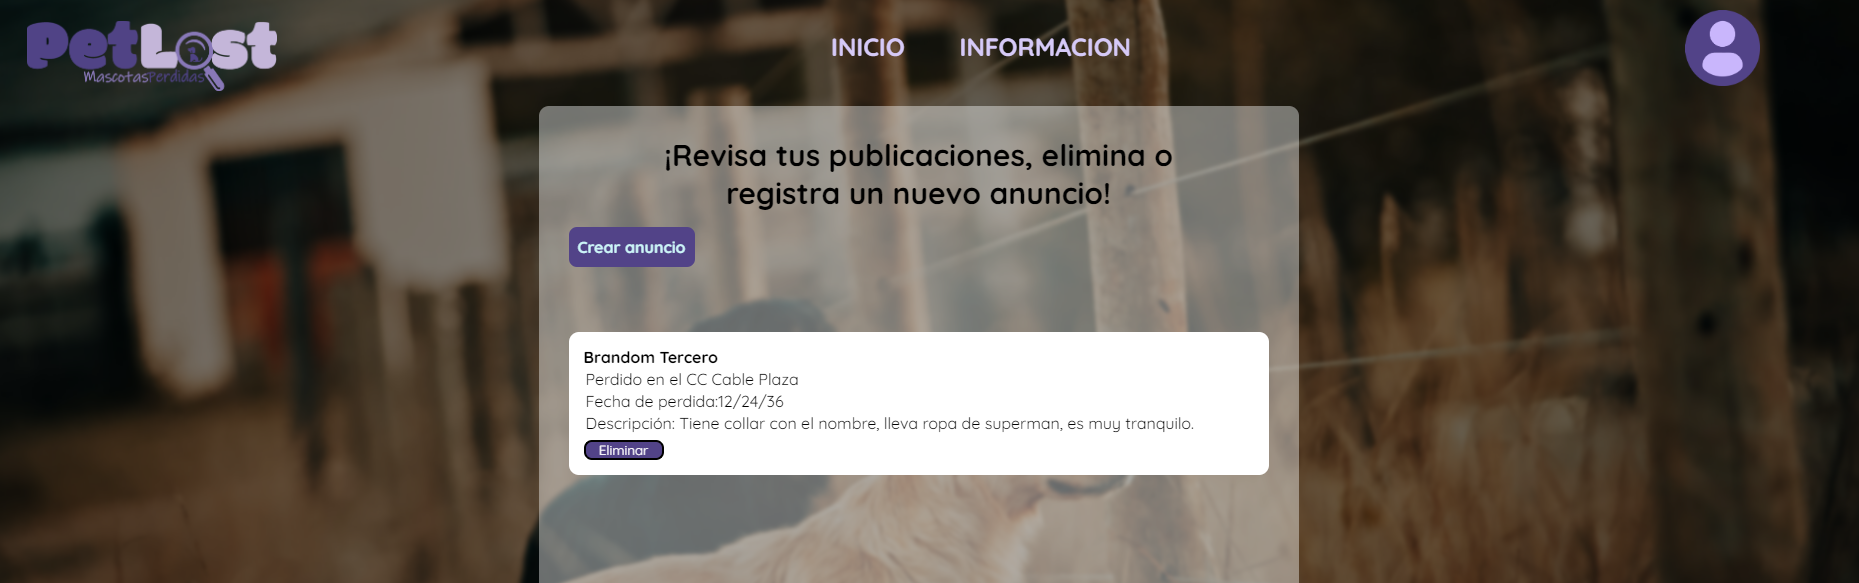 PetLost
MascotasPerdidas
INICIO
INFORMACION
¡Revisa tus publicaciones, elimina o
registra un nuevo anuncio!
Crear anuncio
Brandom Tercero
Perdido en el CC Cable Plaza
Fecha de perdida:12/24/36
Descripción: Tiene collar con el nombre, lleva ropa de superman, es muy tranquilo.
Eliminar